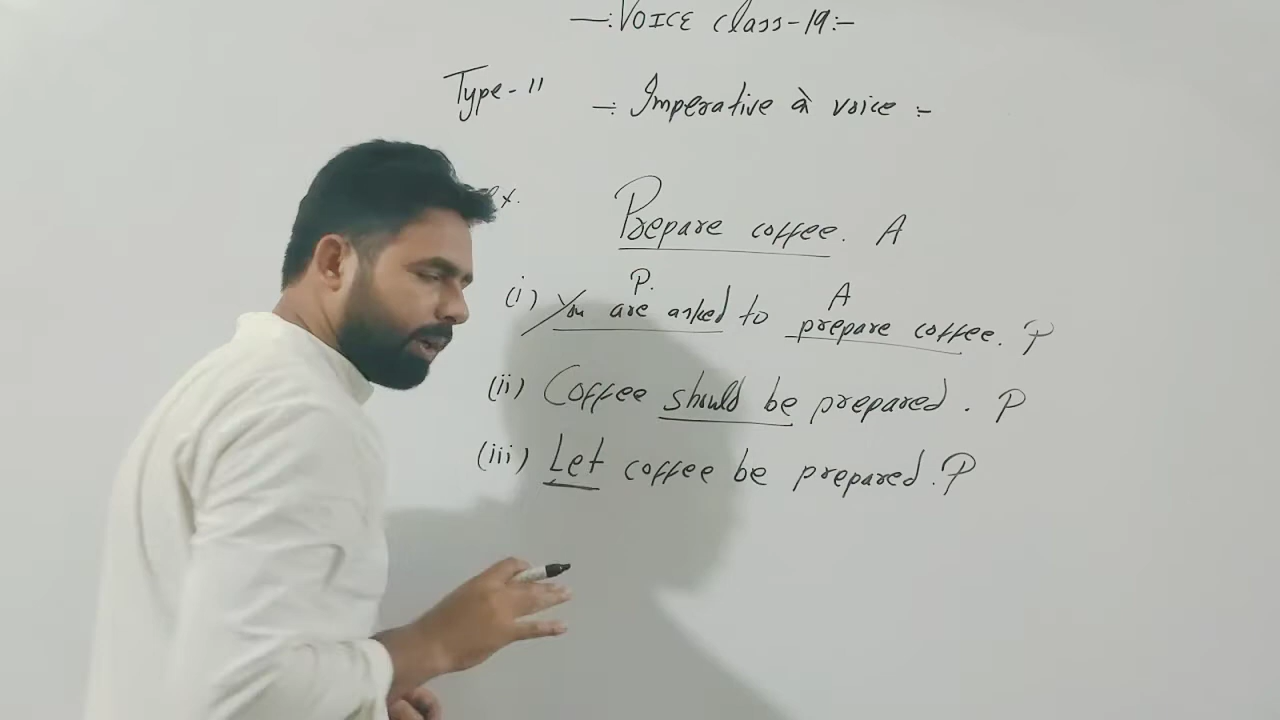 —: VOICE class-19:—
Type-11 —: Imperative à voice :-
ex. Prepare coffee. A
P. A
(i) You are asked to prepare coffee. P
(ii) Coffee should be prepared. P
(iii) Let coffee be prepared. P